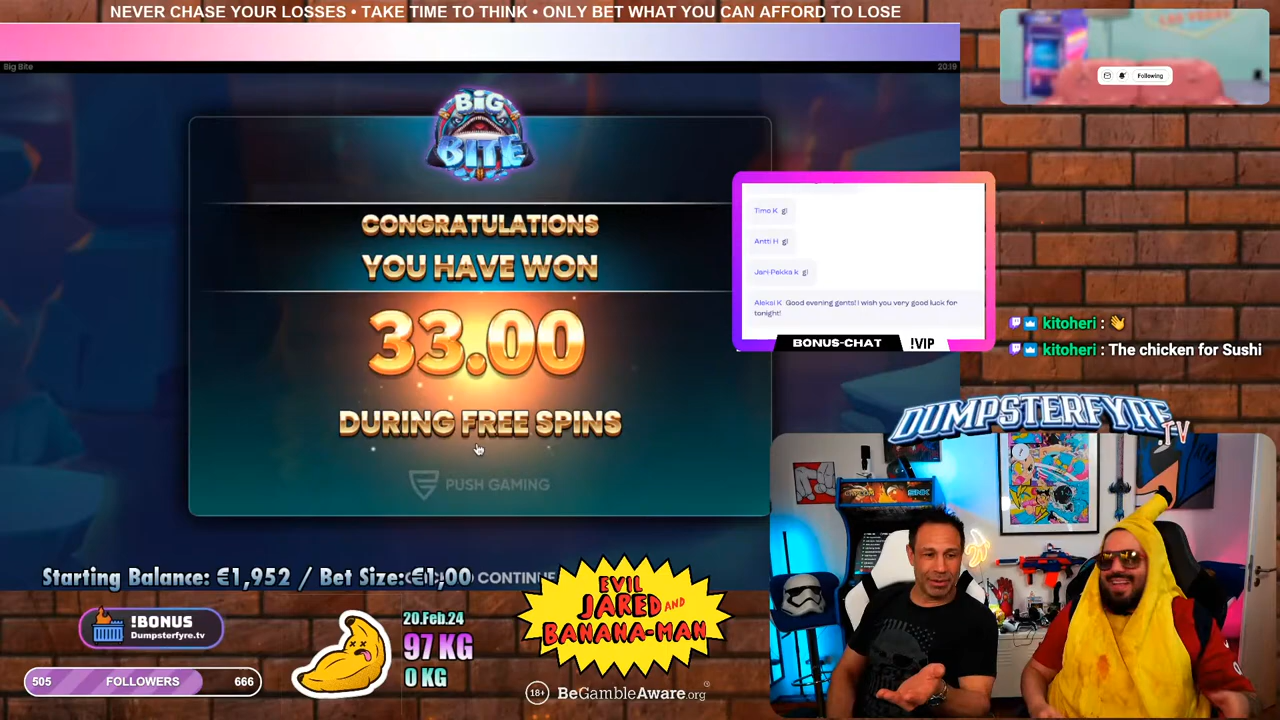 NEVER CHASE YOUR LOSSES • TAKE TIME TO THINK • ONLY BET WHAT YOU CAN AFFORD TO LOSE
Big Bite
20:19
Following
BIG
BITE
CONGRATULATIONS
YOU HAVE WON
33.00
DURING FREE SPINS
PUSH GAMING
Timo K gl
Antti H gl
Jari-Pekka k gl
Aleksi K Good evening gents! I wish you very good luck for
tonight!
BONUS-CHAT !VIP
kitoheri : 👋
kitoheri : The chicken for Sushi
DUMPSTERFYRE
TV
Starting Balance: €1,952 / Bet Size: €1,00
CONTINUE
!BONUS
Dumpsterfyre.tv
505 FOLLOWERS 666
20.Feb.24
97 KG
0 KG
EVIL
JARED AND
BANANA-MAN
18+ BeGambleAware.org